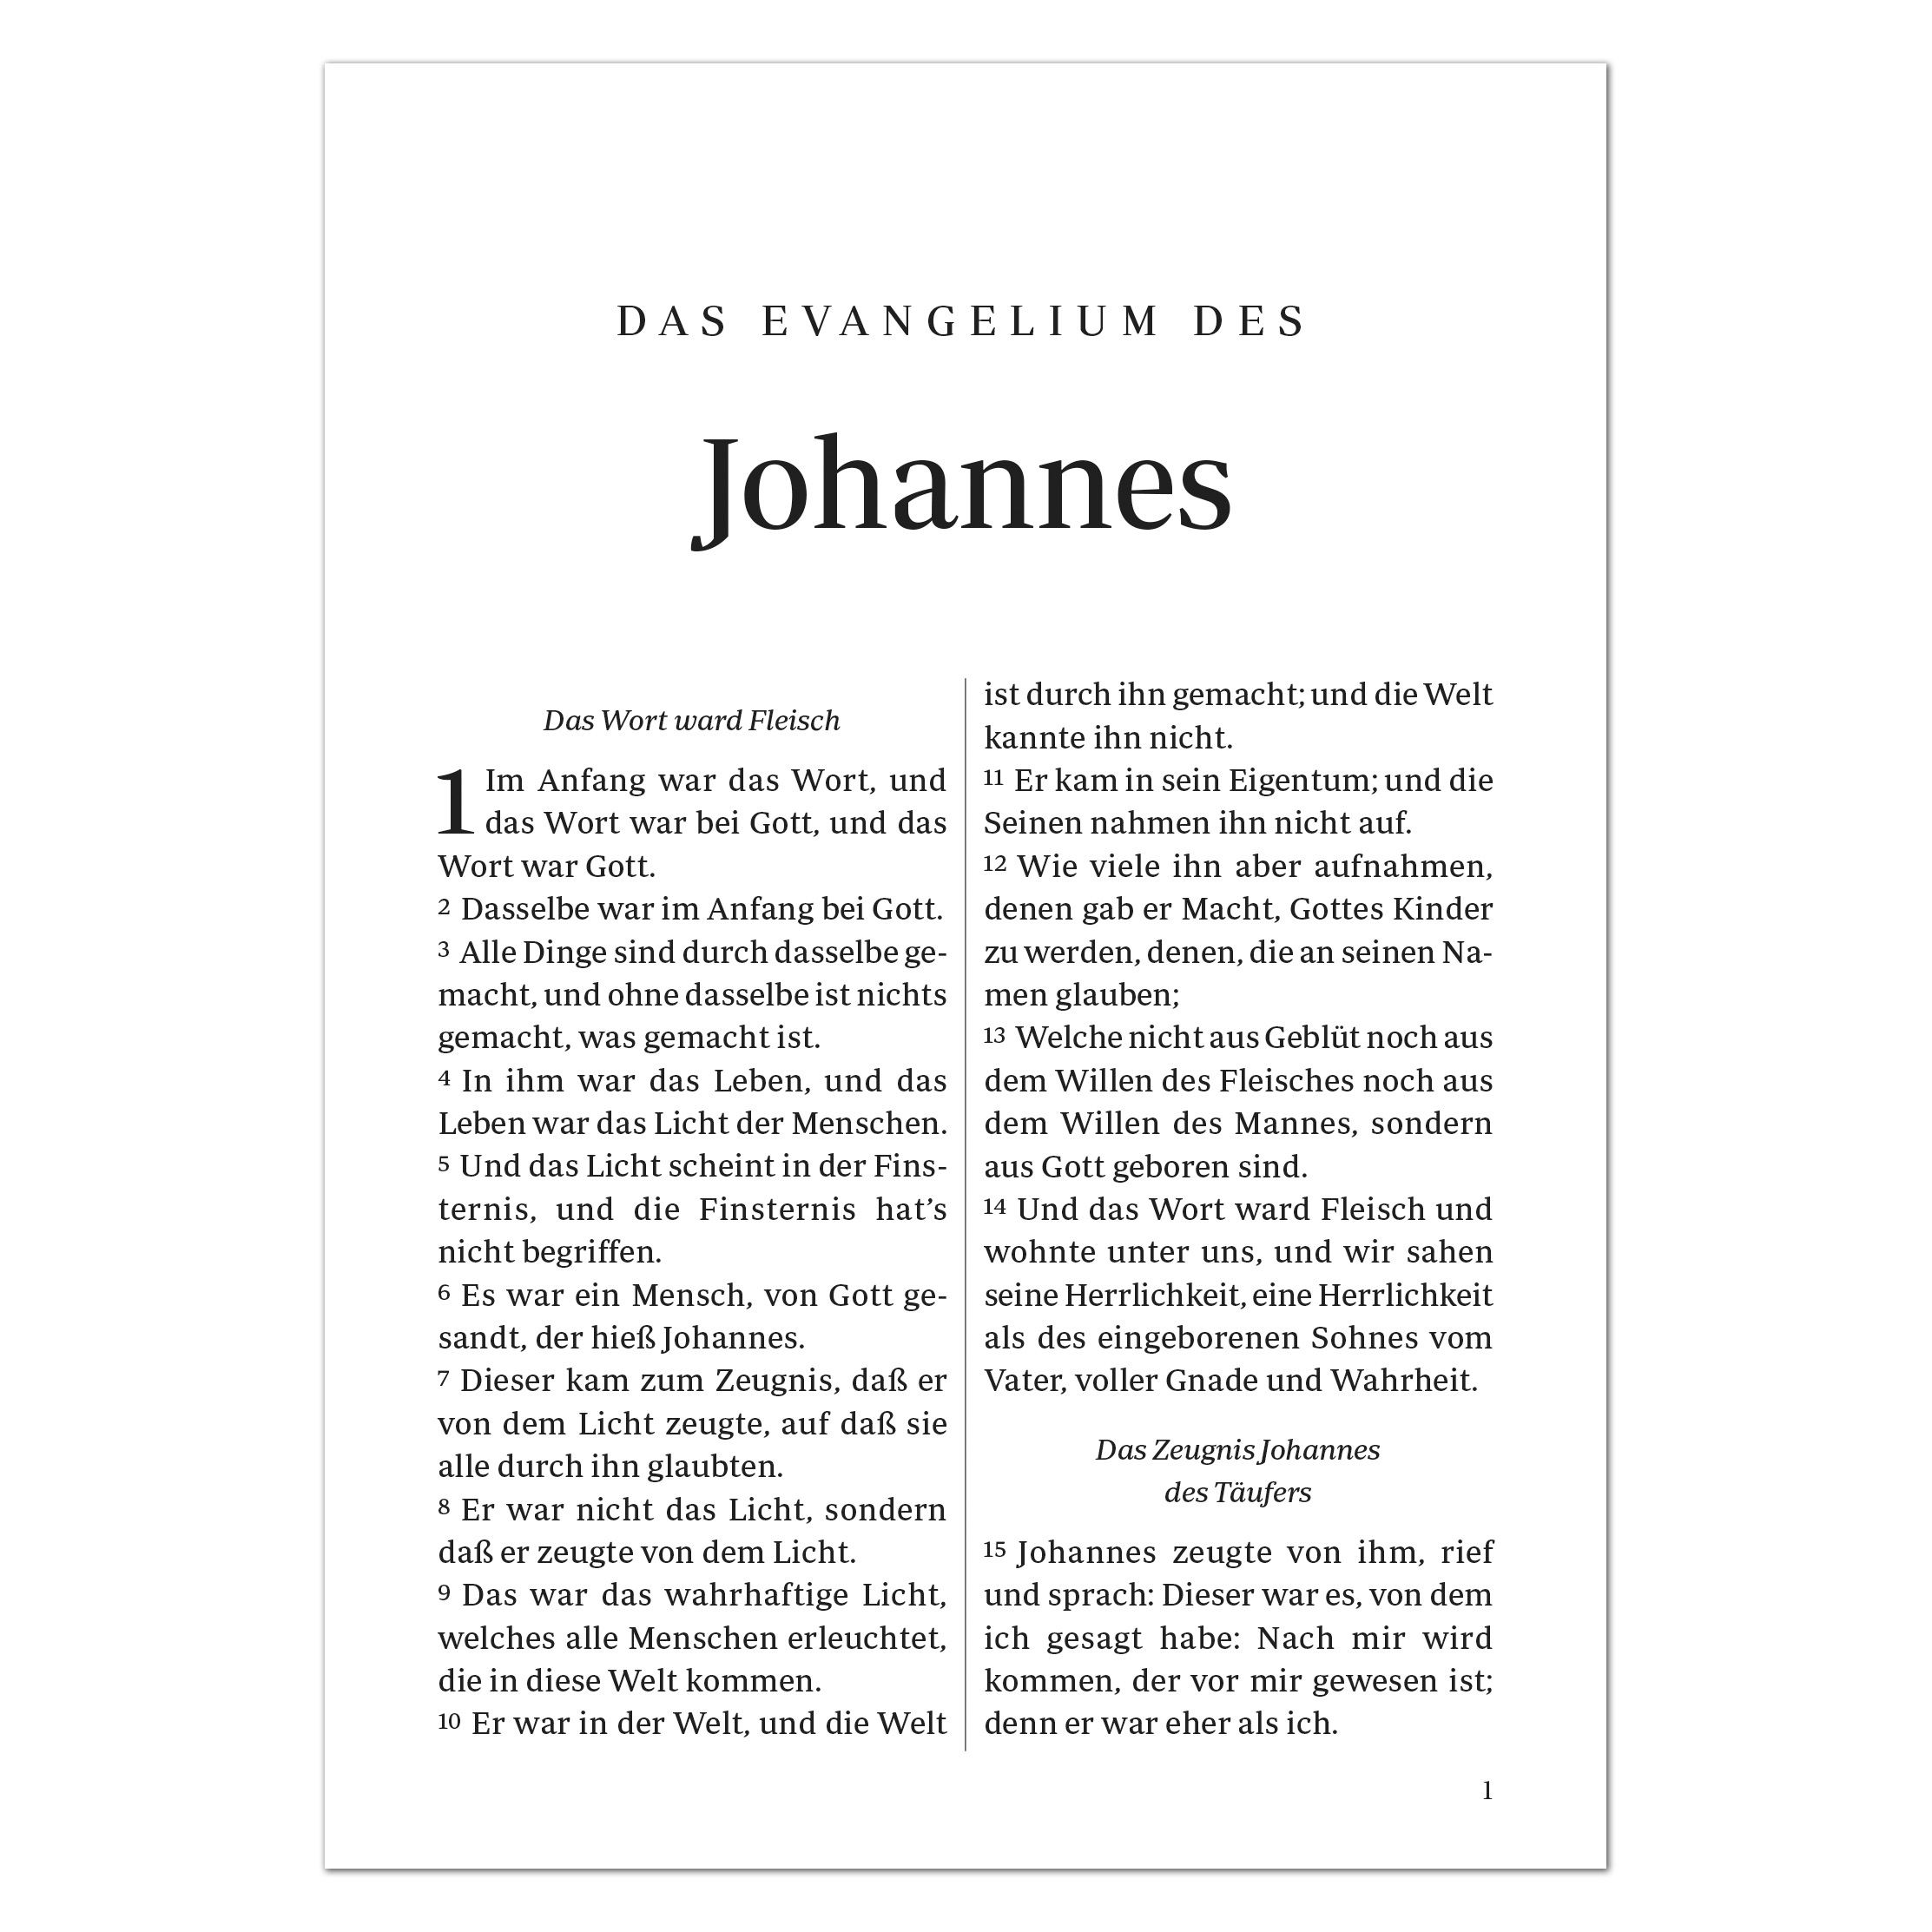 DAS EVANGELIUM DES
Johannes
Das Wort ward Fleisch
1 Im Anfang war das Wort, und
das Wort war bei Gott, und das
Wort war Gott.
2 Dasselbe war im Anfang bei Gott.
3 Alle Dinge sind durch dasselbe ge-
macht, und ohne dasselbe ist nichts
gemacht, was gemacht ist.
4 In ihm war das Leben, und das
Leben war das Licht der Menschen.
5 Und das Licht scheint in der Fins-
ternis, und die Finsternis hat’s
nicht begriffen.
6 Es war ein Mensch, von Gott ge-
sandt, der hieß Johannes.
7 Dieser kam zum Zeugnis, daß er
von dem Licht zeugte, auf daß sie
alle durch ihn glaubten.
8 Er war nicht das Licht, sondern
daß er zeugte von dem Licht.
9 Das war das wahrhaftige Licht,
welches alle Menschen erleuchtet,
die in diese Welt kommen.
10 Er war in der Welt, und die Welt
ist durch ihn gemacht; und die Welt
kannte ihn nicht.
11 Er kam in sein Eigentum; und die
Seinen nahmen ihn nicht auf.
12 Wie viele ihn aber aufnahmen,
denen gab er Macht, Gottes Kinder
zu werden, denen, die an seinen Na-
men glauben;
13 Welche nicht aus Geblüt noch aus
dem Willen des Fleisches noch aus
dem Willen des Mannes, sondern
aus Gott geboren sind.
14 Und das Wort ward Fleisch und
wohnte unter uns, und wir sahen
seine Herrlichkeit, eine Herrlichkeit
als des eingeborenen Sohnes vom
Vater, voller Gnade und Wahrheit.
Das Zeugnis Johannes
des Täufers
15 Johannes zeugte von ihm, rief
und sprach: Dieser war es, von dem
ich gesagt habe: Nach mir wird
kommen, der vor mir gewesen ist;
denn er war eher als ich.
1